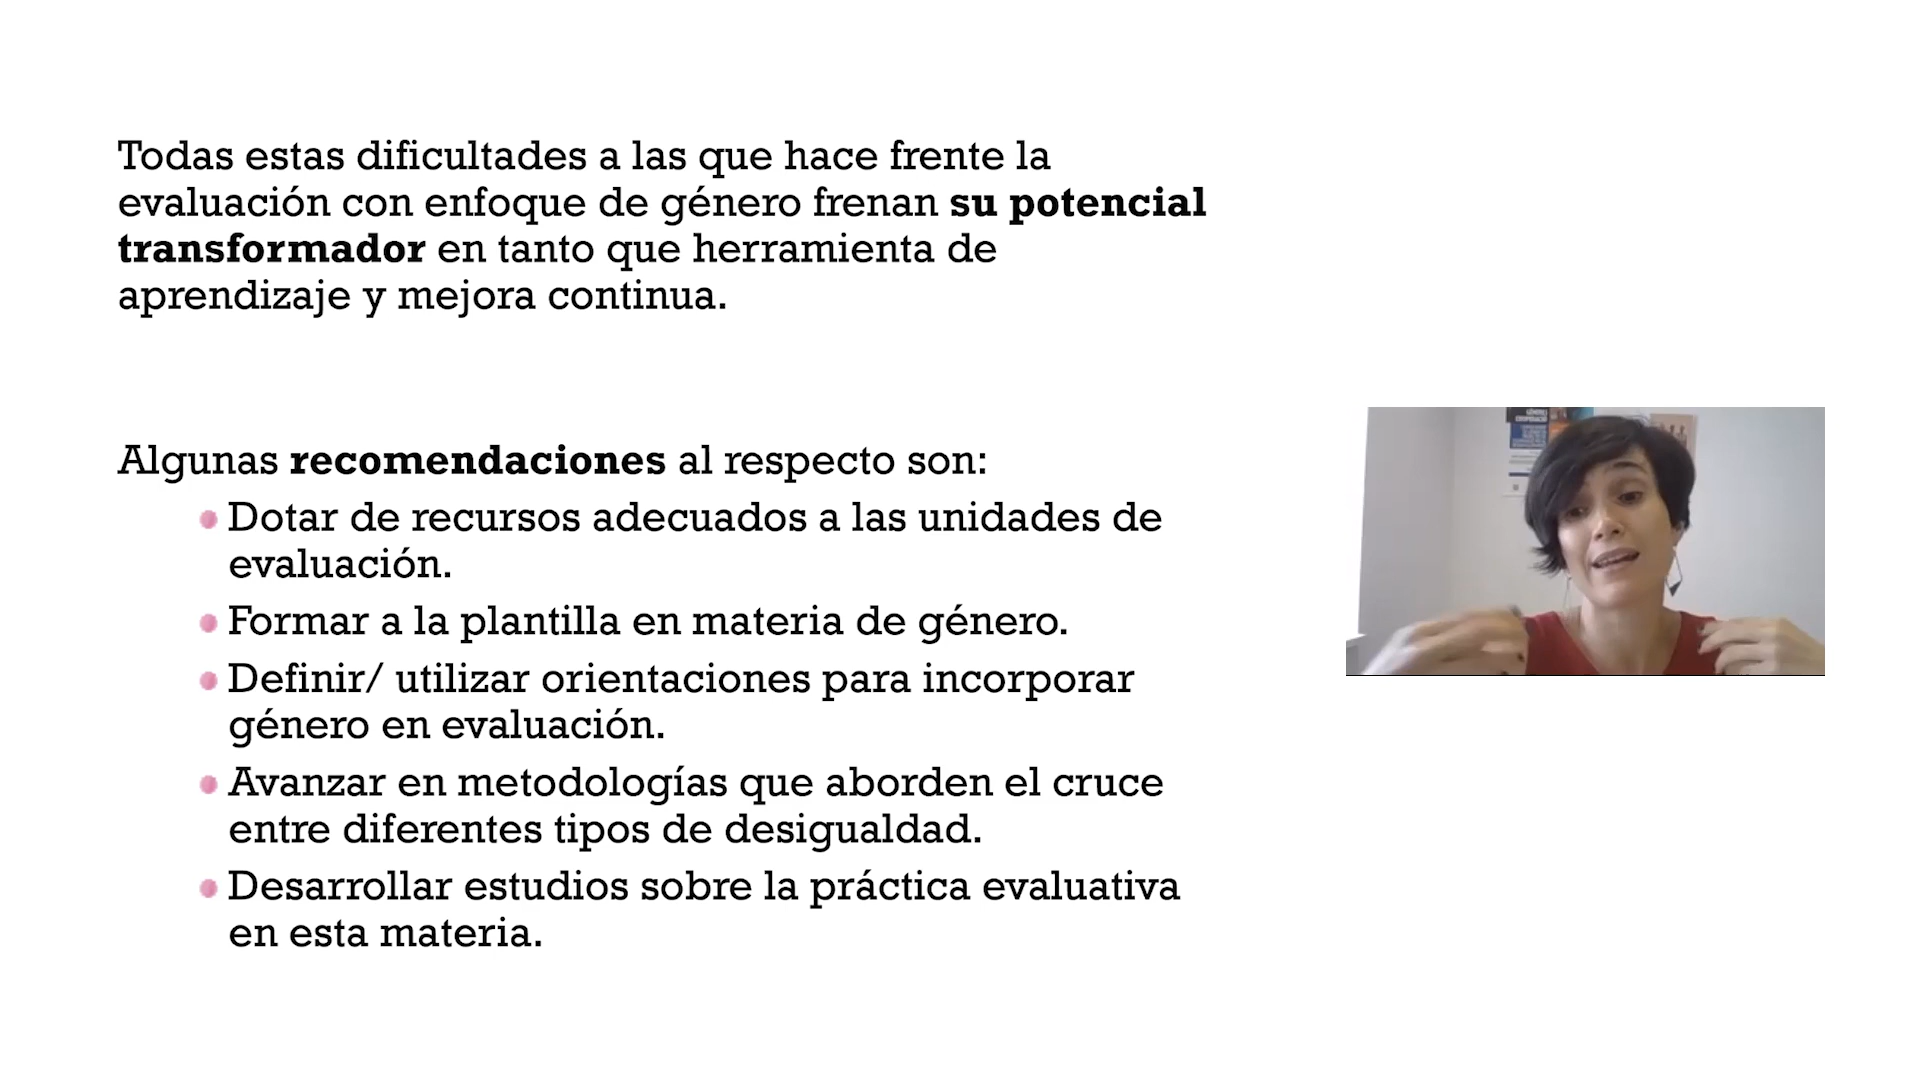 Todas estas dificultades a las que hace frente la
evaluación con enfoque de género frenan su potencial
transformador en tanto que herramienta de
aprendizaje y mejora continua.
Algunas recomendaciones al respecto son:
Dotar de recursos adecuados a las unidades de
evaluación.
Formar a la plantilla en materia de género.
Definir/ utilizar orientaciones para incorporar
género en evaluación.
Avanzar en metodologías que aborden el cruce
entre diferentes tipos de desigualdad.
Desarrollar estudios sobre la práctica evaluativa
en esta materia.